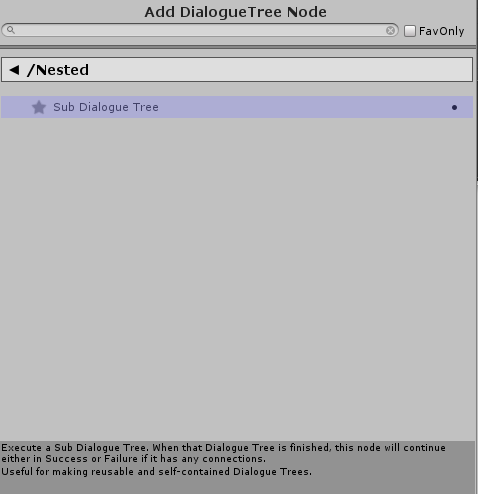 Add DialogueTree Node
FavOnly
◄ /Nested
Sub Dialogue Tree
Execute a Sub Dialogue Tree. When that Dialogue Tree is finished, this node will continue
either in Success or Failure if it has any connections.
Useful for making reusable and self-contained Dialogue Trees.